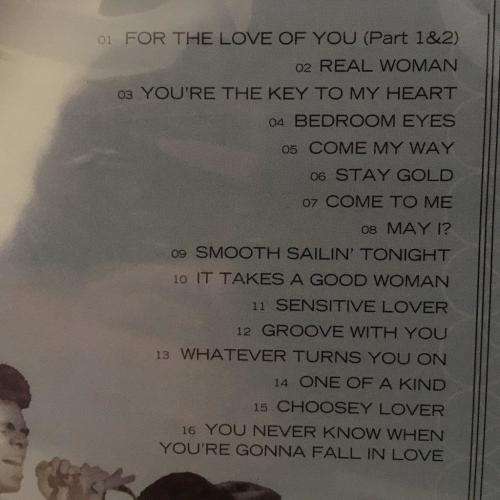 01 FOR THE LOVE OF YOU (Part 1&2)
02 REAL WOMAN
03 YOU'RE THE KEY TO MY HEART
04 BEDROOM EYES
05 COME MY WAY
06 STAY GOLD
07 COME TO ME
08 MAY I?
09 SMOOTH SAILIN' TONIGHT
10 IT TAKES A GOOD WOMAN
11 SENSITIVE LOVER
12 GROOVE WITH YOU
13 WHATEVER TURNS YOU ON
14 ONE OF A KIND
15 CHOOSEY LOVER
16 YOU NEVER KNOW WHEN
YOU'RE GONNA FALL IN LOVE